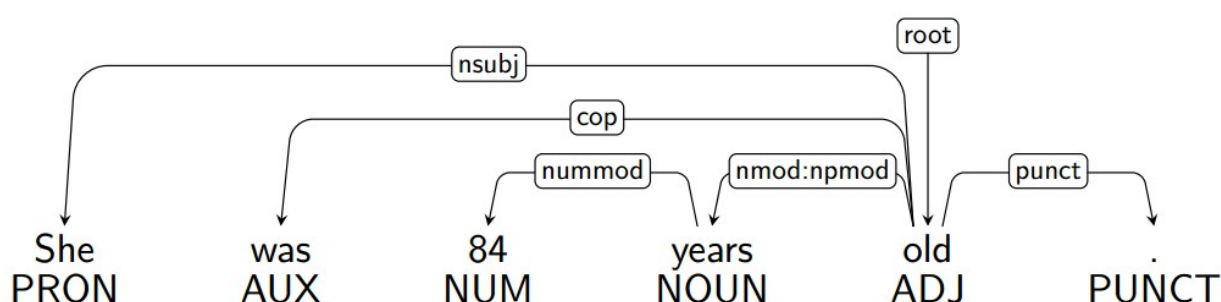 root
nsubj
cop
nummod nmod:npmod punct
She was 84 years old .
PRON AUX NUM NOUN ADJ PUNCT